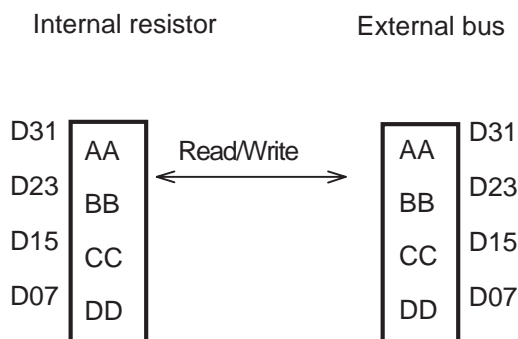 Internal resistor External bus
D31 AA Read/Write AA D31
D23 BB BB D23
D15 CC CC D15
D07 DD DD D07